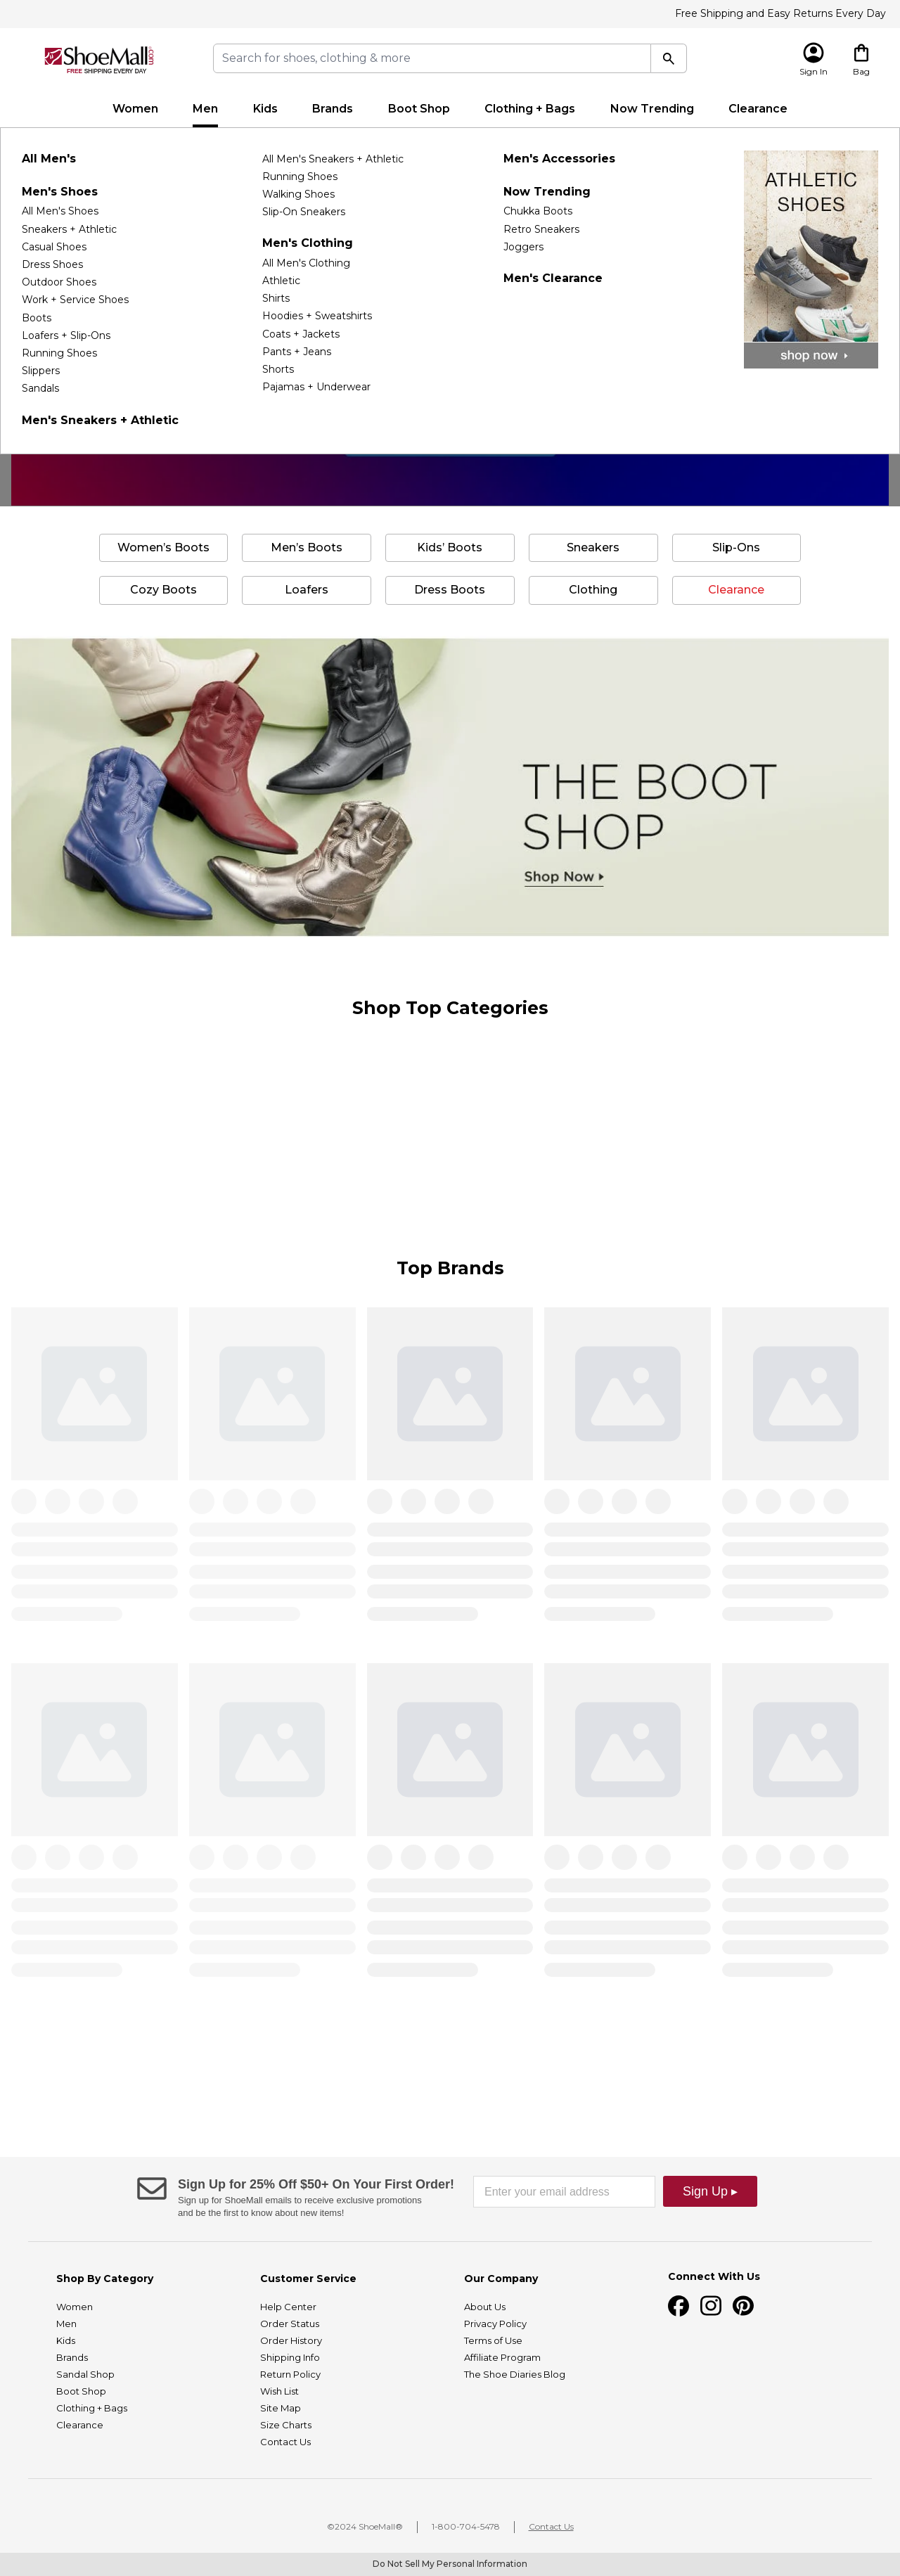 Free Shipping and Easy Returns Every Day
ShoeMall.COM
FREE SHIPPING EVERY DAY
Search for shoes, clothing & more
Sign In
Bag
Women
Men
Kids
Brands
Boot Shop
Clothing + Bags
Now Trending
Clearance
All Men's
Men's Shoes
All Men's Shoes
Sneakers + Athletic
Casual Shoes
Dress Shoes
Outdoor Shoes
Work + Service Shoes
Boots
Loafers + Slip-Ons
Running Shoes
Slippers
Sandals
Men's Sneakers + Athletic
All Men's Sneakers + Athletic
Running Shoes
Walking Shoes
Slip-On Sneakers
Men's Clothing
All Men's Clothing
Athletic
Shirts
Hoodies + Sweatshirts
Coats + Jackets
Pants + Jeans
Shorts
Pajamas + Underwear
Men's Accessories
Now Trending
Chukka Boots
Retro Sneakers
Joggers
Men's Clearance
ATHLETIC
SHOES
shop now
Women's Boots
Men's Boots
Kids' Boots
Sneakers
Slip-Ons
Cozy Boots
Loafers
Dress Boots
Clothing
Clearance
THE BOOT
SHOP
Shop Now
Shop Top Categories
Top Brands
Sign Up for 25% Off $50+ On Your First Order!
Sign up for ShoeMall emails to receive exclusive promotions
and be the first to know about new items!
Enter your email address
Sign Up ▸
Shop By Category
Women
Men
Kids
Brands
Sandal Shop
Boot Shop
Clothing + Bags
Clearance
Customer Service
Help Center
Order Status
Order History
Shipping Info
Return Policy
Wish List
Site Map
Size Charts
Contact Us
Our Company
About Us
Privacy Policy
Terms of Use
Affiliate Program
The Shoe Diaries Blog
Connect With Us
©2024 ShoeMall®
1-800-704-5478
Contact Us
Do Not Sell My Personal Information